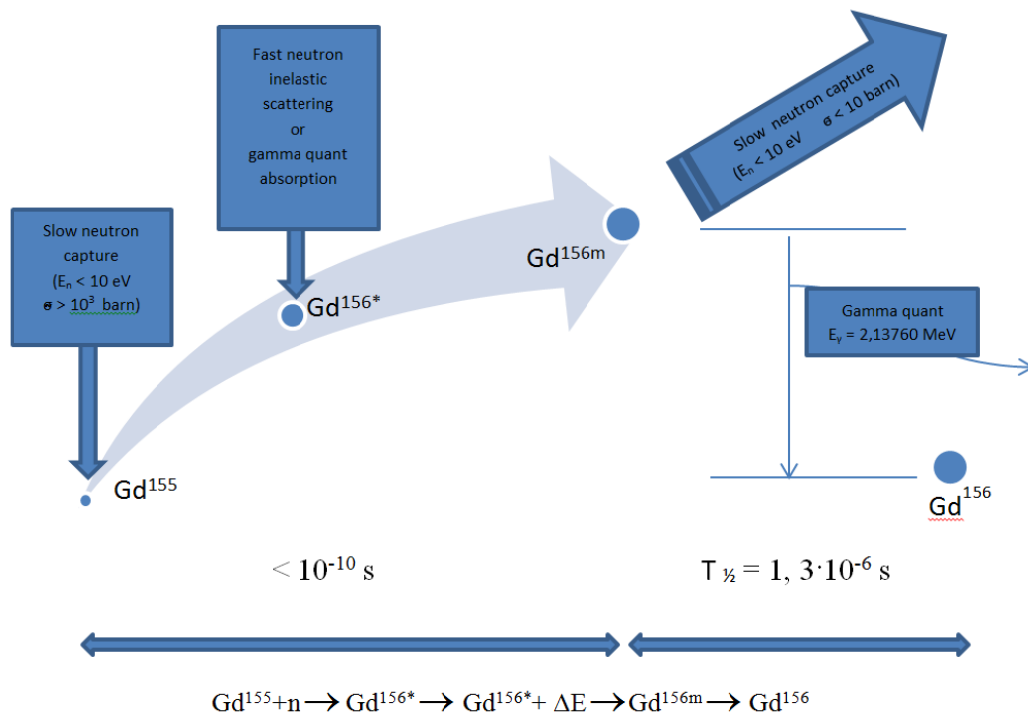 Fast neutron
inelastic
scattering
or
gamma quant
absorption
Slow neutron capture
(Eₙ < 10 eV σ < 10 barn)
Slow neutron
capture
(Eₙ < 10 eV
σ > 10³ barn)
Gd¹⁵⁶ᵐ
Gd¹⁵⁶*
Gamma quant
Eᵧ = 2,13760 MeV
Gd¹⁵⁵
Gd¹⁵⁶
< 10⁻¹⁰ s
T ½ = 1, 3·10⁻⁶ s
Gd¹⁵⁵+n → Gd¹⁵⁶* → Gd¹⁵⁶*+ ΔE → Gd¹⁵⁶ᵐ → Gd¹⁵⁶